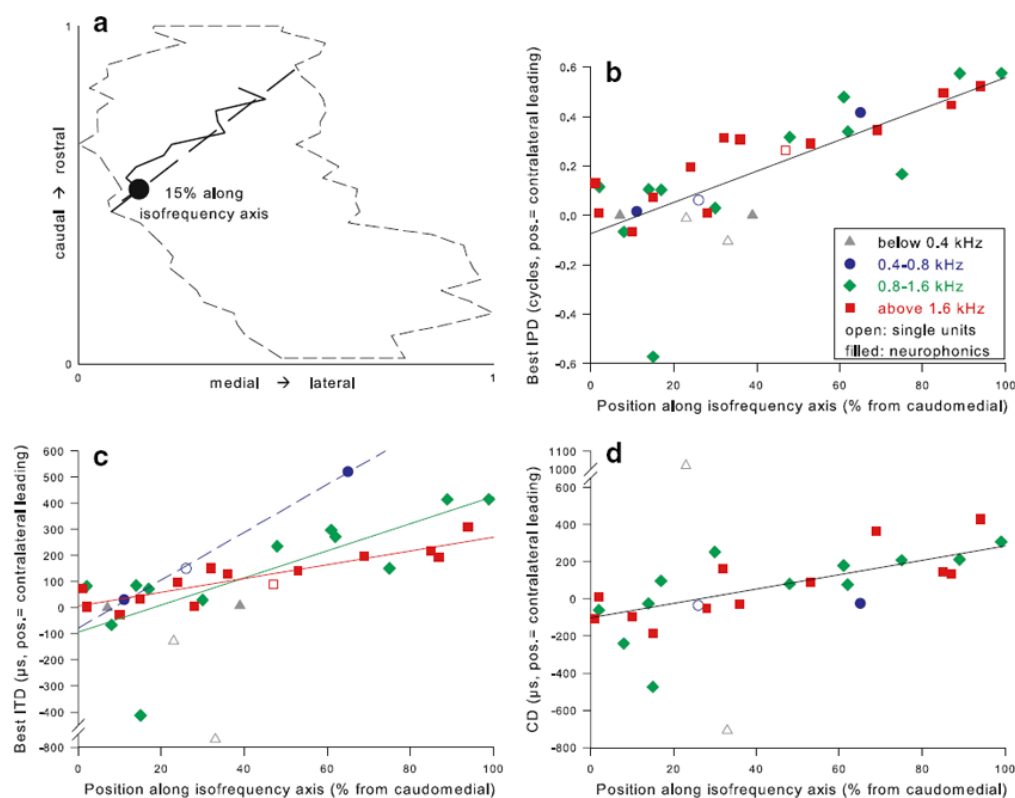 a
1
caudal → rostral
15% along
isofrequency axis
0
0
medial → lateral
1
b
Best IPD (cycles, pos.= contralateral leading)
0,6
0,4
0,2
0,0
-0,2
-0,4
-0,6
below 0.4 kHz
0.4-0.8 kHz
0.8-1.6 kHz
above 1.6 kHz
open: single units
filled: neurophonics
0
20
40
60
80
100
Position along isofrequency axis (% from caudomedial)
c
Best ITD (µs, pos.= contralateral leading)
600
500
400
300
200
100
0
-100
-200
-300
-400
-800
0
20
40
60
80
100
Position along isofrequency axis (% from caudomedial)
d
CD (µs, pos.= contralateral leading)
1100
1000
400
200
0
-200
-400
-600
-800
0
20
40
60
80
100
Position along isofrequency axis (% from caudomedial)